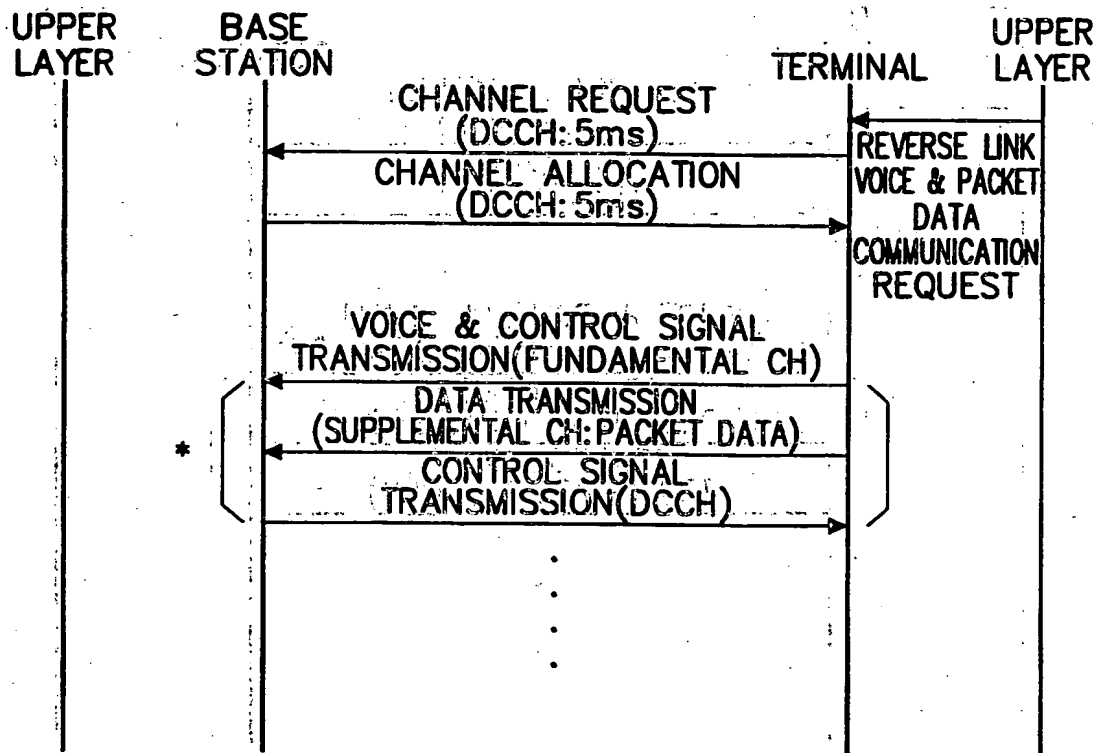 UPPER
LAYER
BASE
STATION
TERMINAL
UPPER
LAYER
CHANNEL REQUEST
(DCCH: 5ms)
CHANNEL ALLOCATION
(DCCH: 5ms)
REVERSE LINK
VOICE & PACKET
DATA
COMMUNICATION
REQUEST
VOICE & CONTROL SIGNAL
TRANSMISSION(FUNDAMENTAL CH)
DATA TRANSMISSION
(SUPPLEMENTAL CH:PACKET DATA)
*
CONTROL SIGNAL
TRANSMISSION(DCCH)